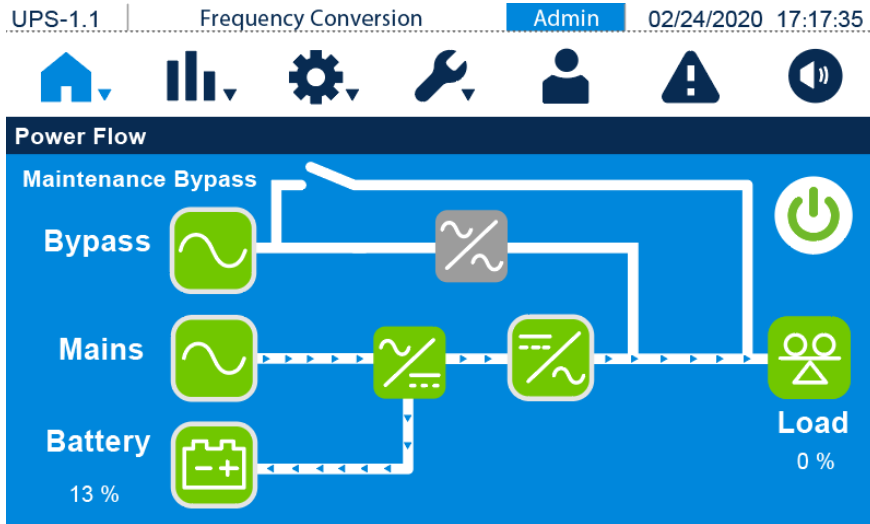 UPS-1.1 Frequency Conversion Admin 02/24/2020 17:17:35
Power Flow
Maintenance Bypass
Bypass
Mains
Battery
13 %
Load
0 %